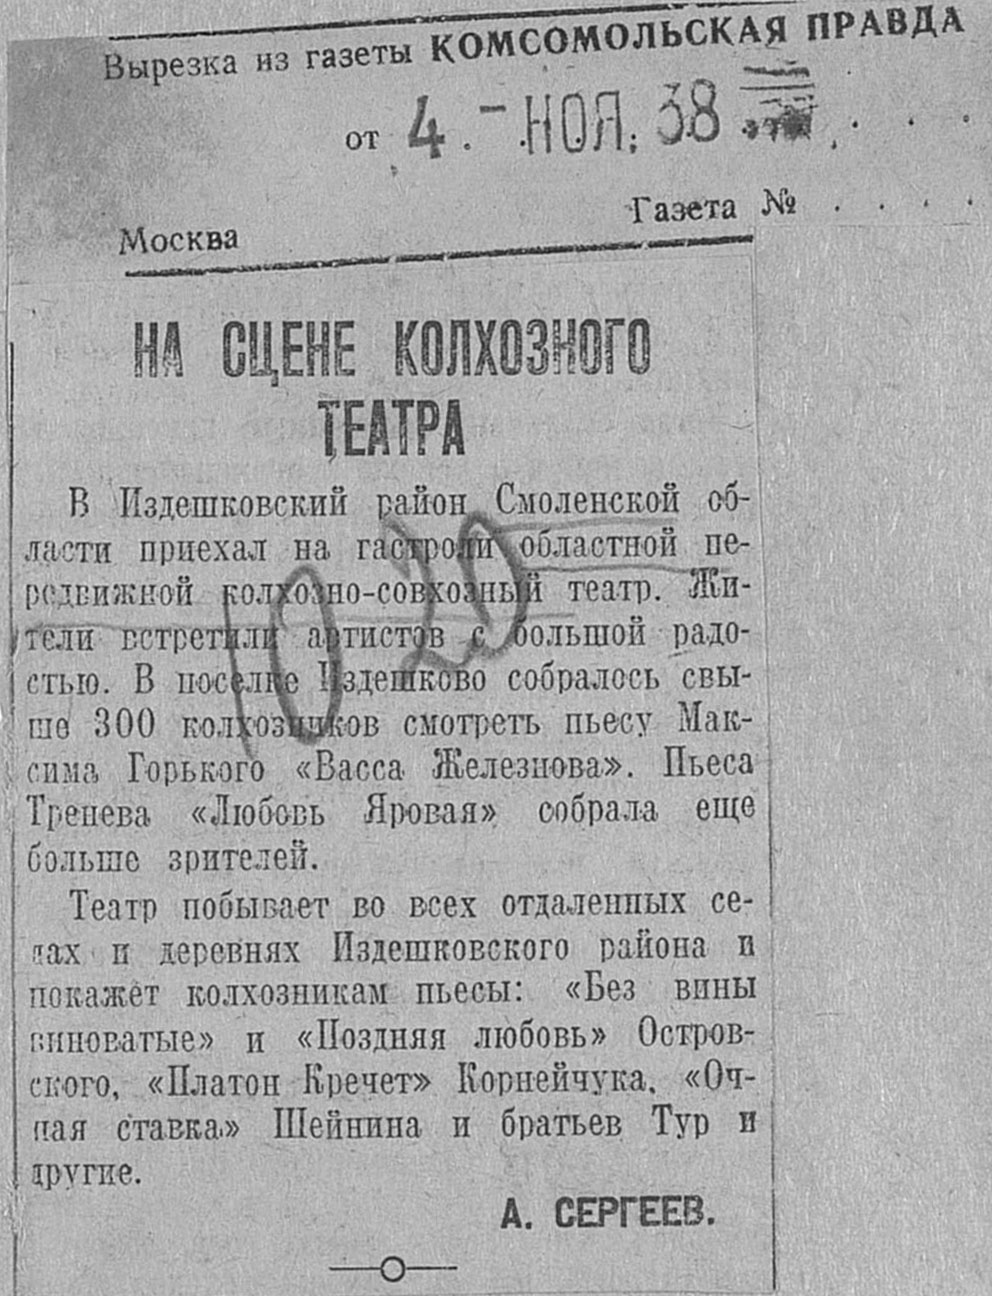 Вырезка из газеты КОМСОМОЛЬСКАЯ ПРАВДА
от 4 - НОЯ. 38 . . .
Москва
Газета № . . . .
НА СЦЕНЕ КОЛХОЗНОГО
ТЕАТРА
В Издешковский район Смоленской об-
ласти приехал на гастроли областной пе-
редвижной колхозно-совхозный театр. Жи-
тели встретили артистов с большой радо-
стью. В поселке Издешково собралось свы-
ше 300 колхозников смотреть пьесу Мак-
сима Горького «Васса Железнова». Пьеса
Тренева «Любовь Яровая» собрала еще
больше зрителей.
Театр побывает во всех отдаленных се-
лах и деревнях Издешковского района и
покажет колхозникам пьесы: «Без вины
виноватые» и «Поздняя любовь» Остров-
ского, «Платон Кречет» Корнейчука, «Оч-
ная ставка» Шейнина и братьев Тур и
другие.
А. СЕРГЕЕВ.
10 20